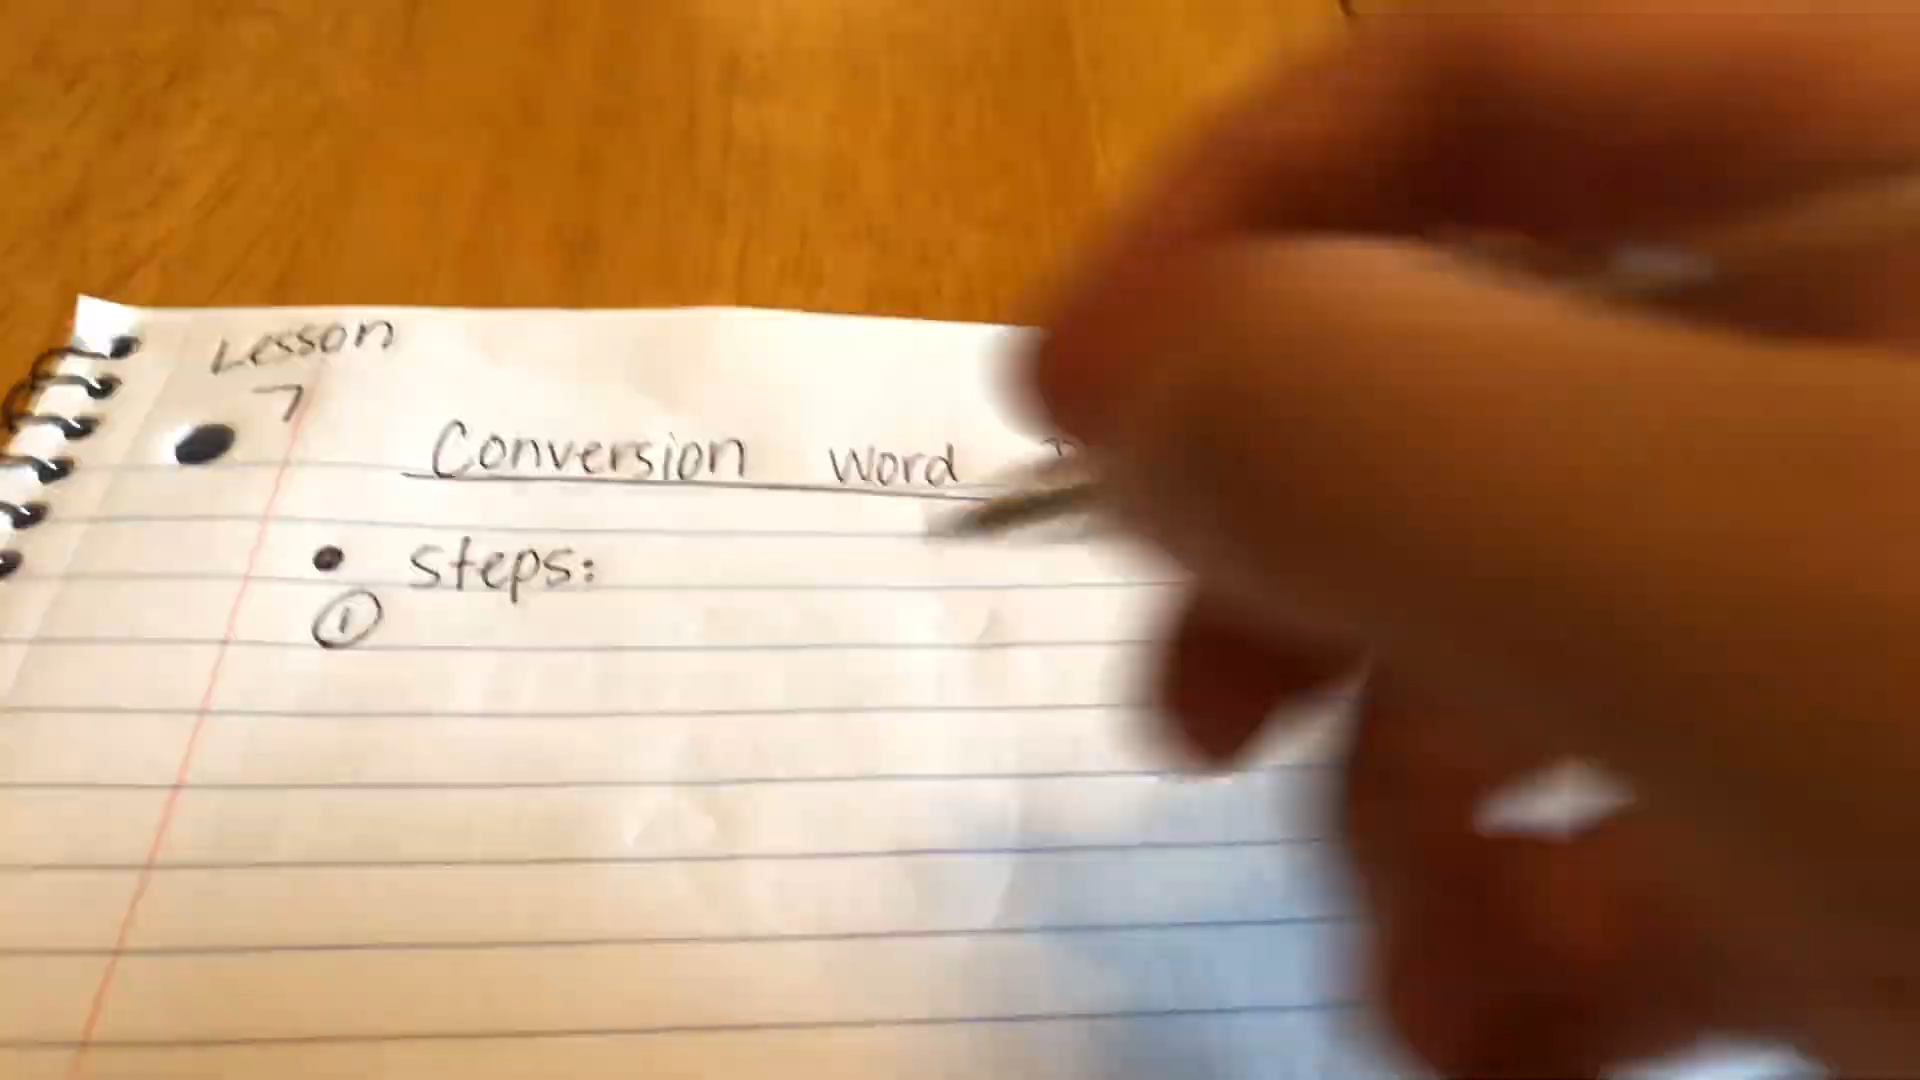 Lesson
7
Conversion Word
• steps:
①